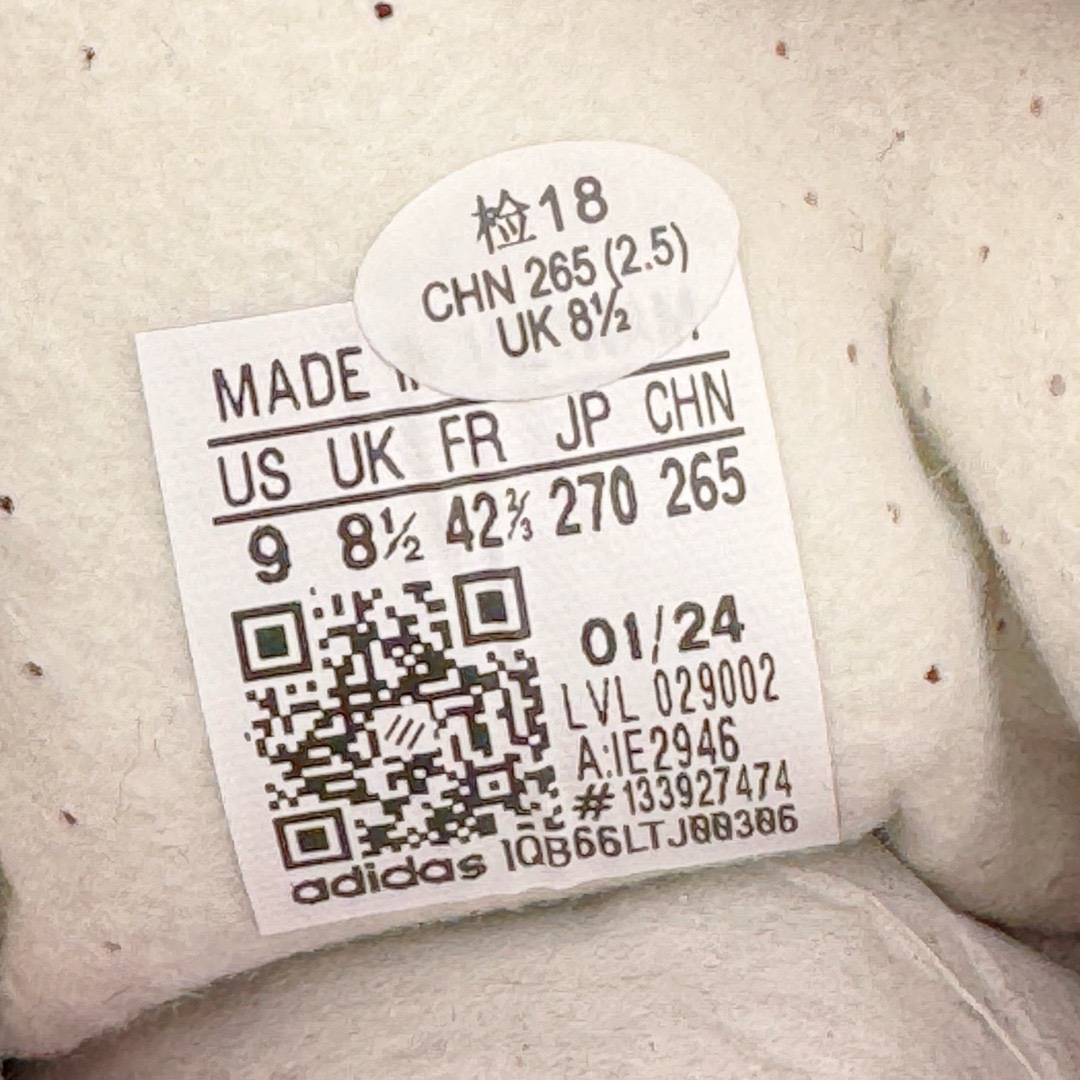 检18
CHN 265 (2.5)
UK 8½
MADE
US UK FR JP CHN
9 8½ 42⅔ 270 265
01/24
LVL 029002
A:IE2946
# 133927474
adidas 1QB66LTJ00306